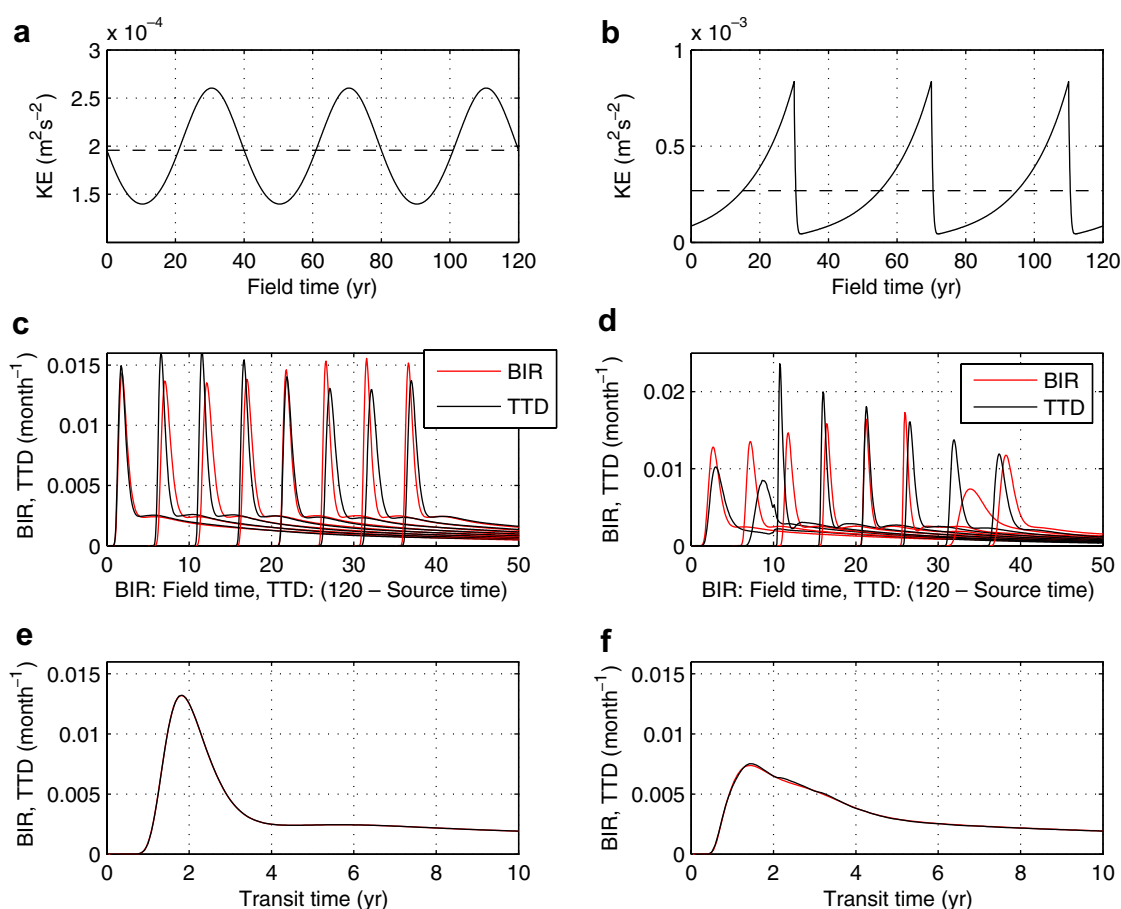 a
x 10⁻⁴
3
2.5
2
1.5
KE (m²s⁻²)
0 20 40 60 80 100 120
Field time (yr)
b
x 10⁻³
1
0.5
0
KE (m²s⁻²)
0 20 40 60 80 100 120
Field time (yr)
c
0.015
0.01
0.005
0
BIR, TTD (month⁻¹)
BIR
TTD
0 10 20 30 40 50
BIR: Field time, TTD: (120 – Source time)
d
0.02
0.01
0
BIR, TTD (month⁻¹)
BIR
TTD
0 10 20 30 40 50
BIR: Field time, TTD: (120 – Source time)
e
0.015
0.01
0.005
0
BIR, TTD (month⁻¹)
0 2 4 6 8 10
Transit time (yr)
f
0.015
0.01
0.005
0
BIR, TTD (month⁻¹)
0 2 4 6 8 10
Transit time (yr)